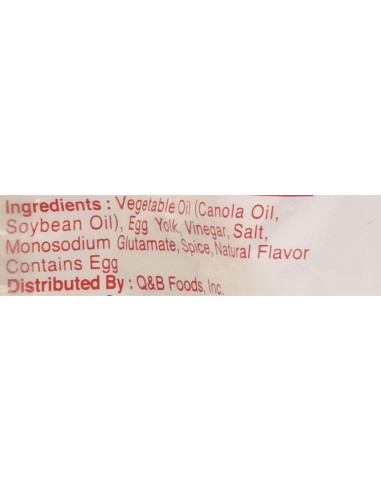 Ingredients : Vegetable Oil (Canola Oil,
Soybean Oil), Egg Yolk, Vinegar, Salt,
Monosodium Glutamate, Spice, Natural Flavor
Contains Egg
Distributed By : Q&B Foods, Inc.